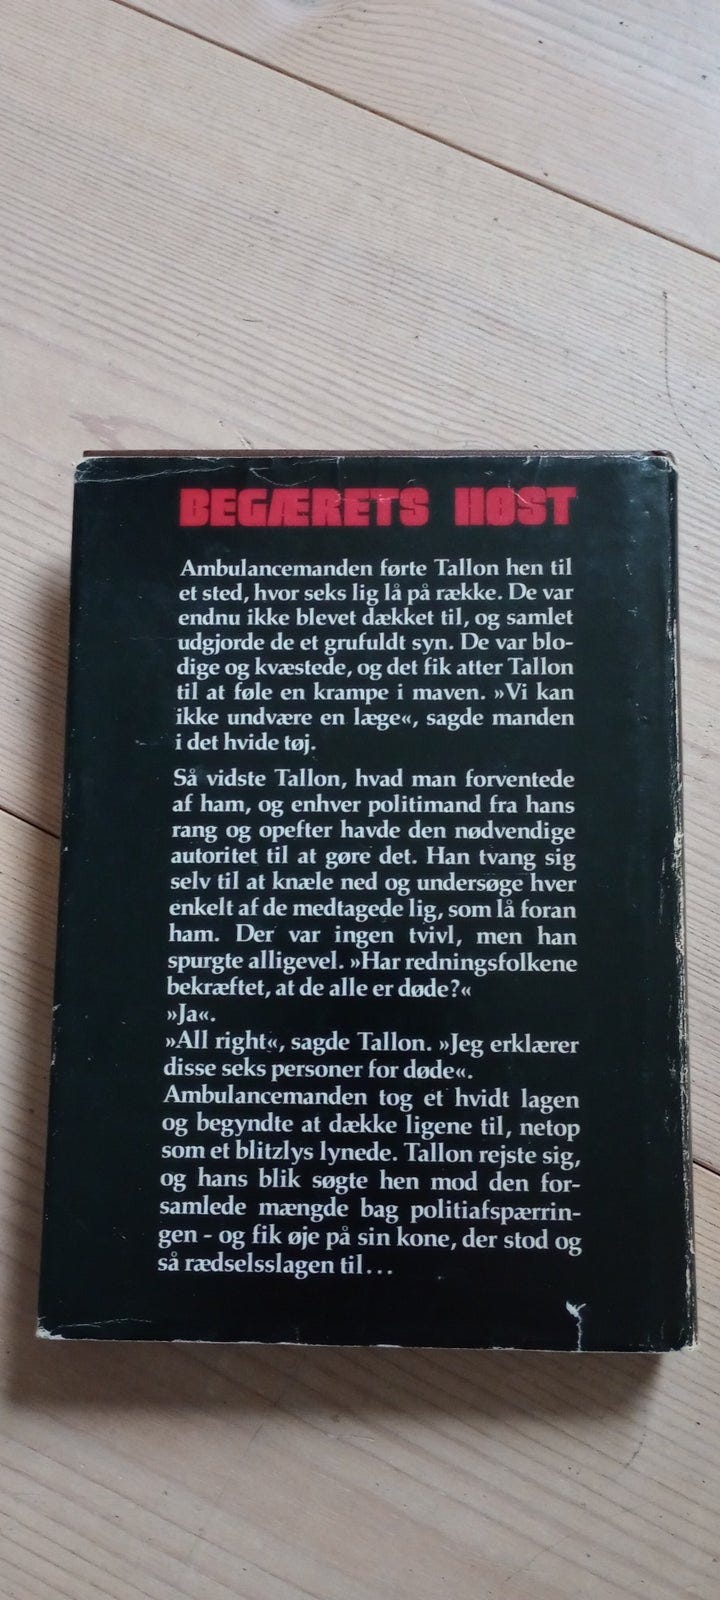 BEGÆRETS HØST
Ambulancemanden førte Tallon hen til
et sted, hvor seks lig lå på række. De var
endnu ikke blevet dækket til, og samlet
udgjorde de et grufuldt syn. De var blo-
dige og kvæstede, og det fik atter Tallon
til at føle en krampe i maven. »Vi kan
ikke undvære en læge«, sagde manden
i det hvide tøj.
Så vidste Tallon, hvad man forventede
af ham, og enhver politimand fra hans
rang og opefter havde den nødvendige
autoritet til at gøre det. Han tvang sig
selv til at knæle ned og undersøge hver
enkelt af de medtagede lig, som lå foran
ham. Der var ingen tvivl, men han
spurgte alligevel. »Har redningsfolkene
bekræftet, at de alle er døde?«
»Ja«.
»All right«, sagde Tallon. »Jeg erklærer
disse seks personer for døde«.
Ambulancemanden tog et hvidt lagen
og begyndte at dække ligene til, netop
som et blitzlys lynede. Tallon rejste sig,
og hans blik søgte hen mod den for-
samlede mængde bag politiafspærrin-
gen - og fik øje på sin kone, der stod og
så rædselsslagen til...